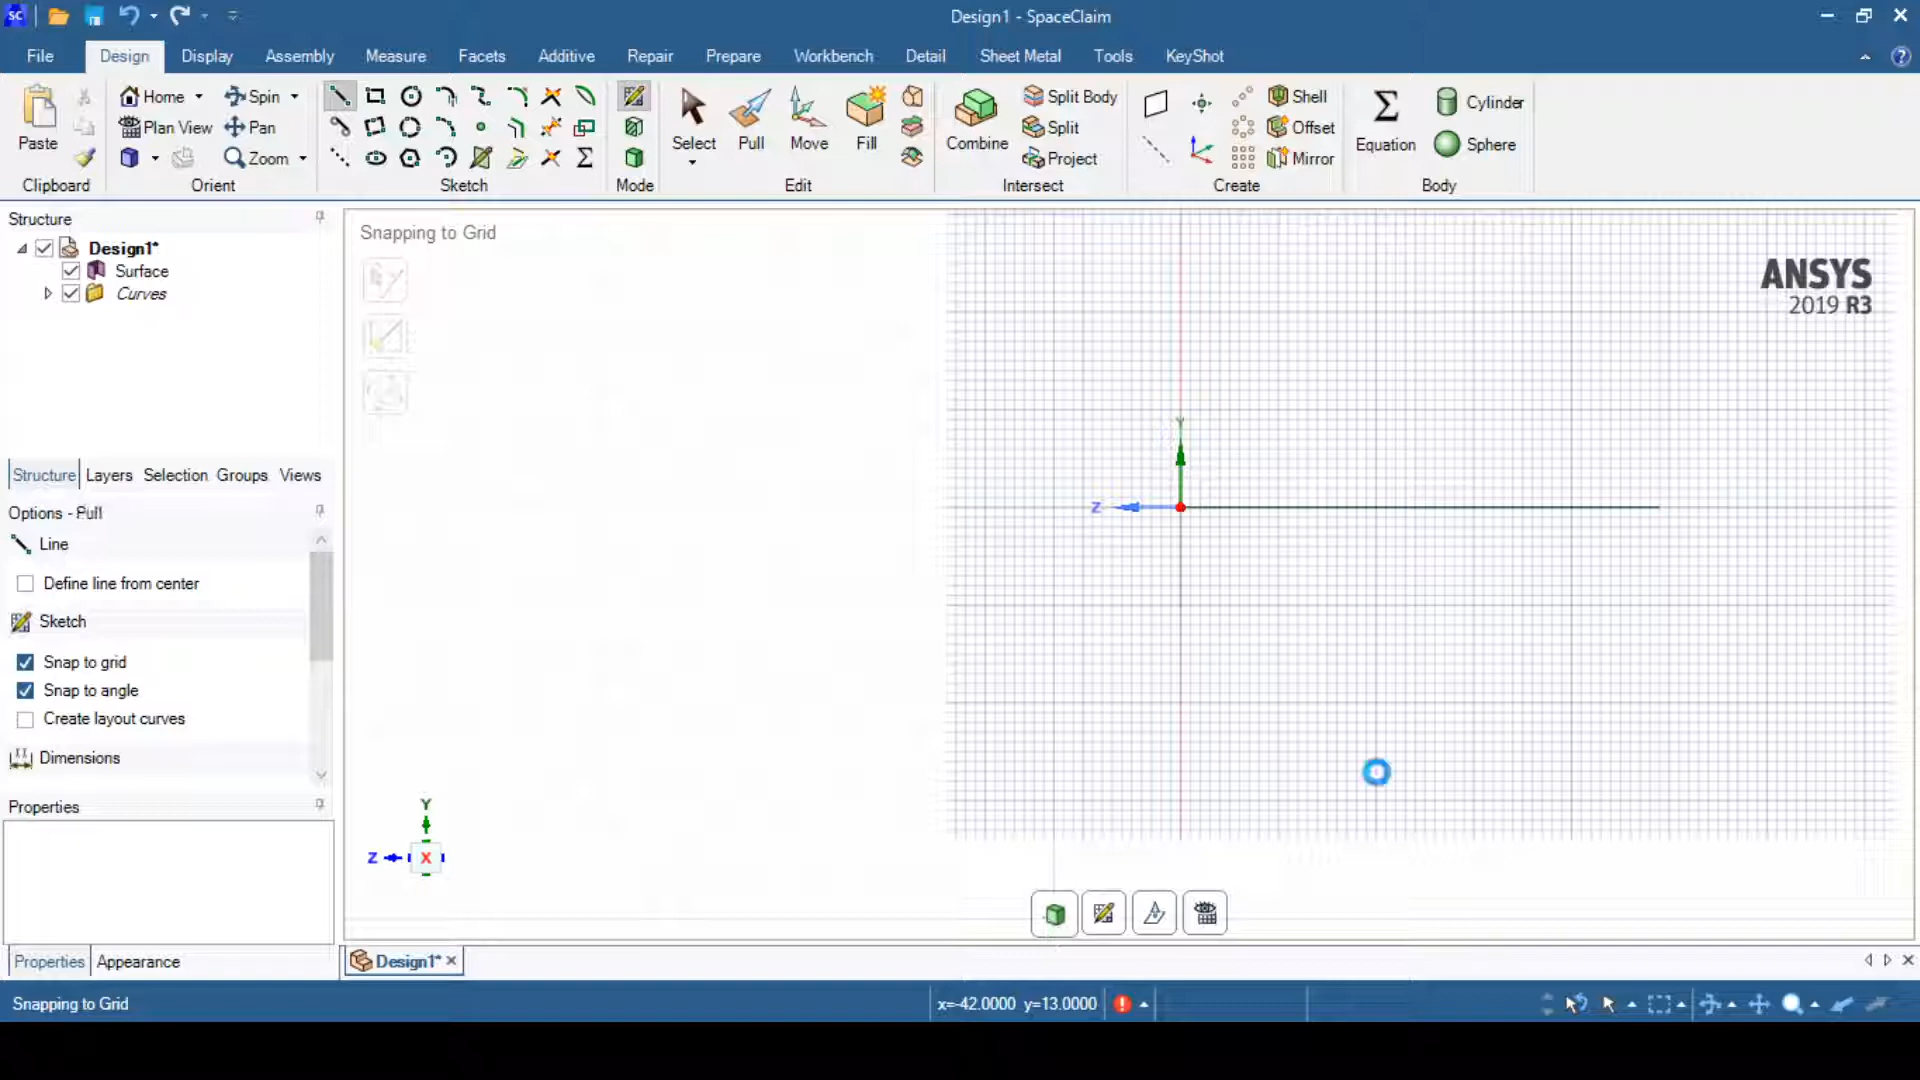 SC
Design1 - SpaceClaim
File Design Display Assembly Measure Facets Additive Repair Prepare Workbench Detail Sheet Metal Tools KeyShot
Paste
Clipboard
Home Spin
Plan View Pan
Zoom
Orient
Sketch
Mode
Select Pull Move Fill
Edit
Combine
Split Body
Split
Project
Intersect
Shell
Offset
Mirror
Create
Equation
Cylinder
Sphere
Body
Structure
Design1*
Surface
Curves
Structure Layers Selection Groups Views
Options - Pull
Line
Define line from center
Sketch
Snap to grid
Snap to angle
Create layout curves
Dimensions
Properties
Properties Appearance
Snapping to Grid
ANSYS
2019 R3
Y
Z
Y
Z X
Design1*
Snapping to Grid
x=-42.0000 y=13.0000